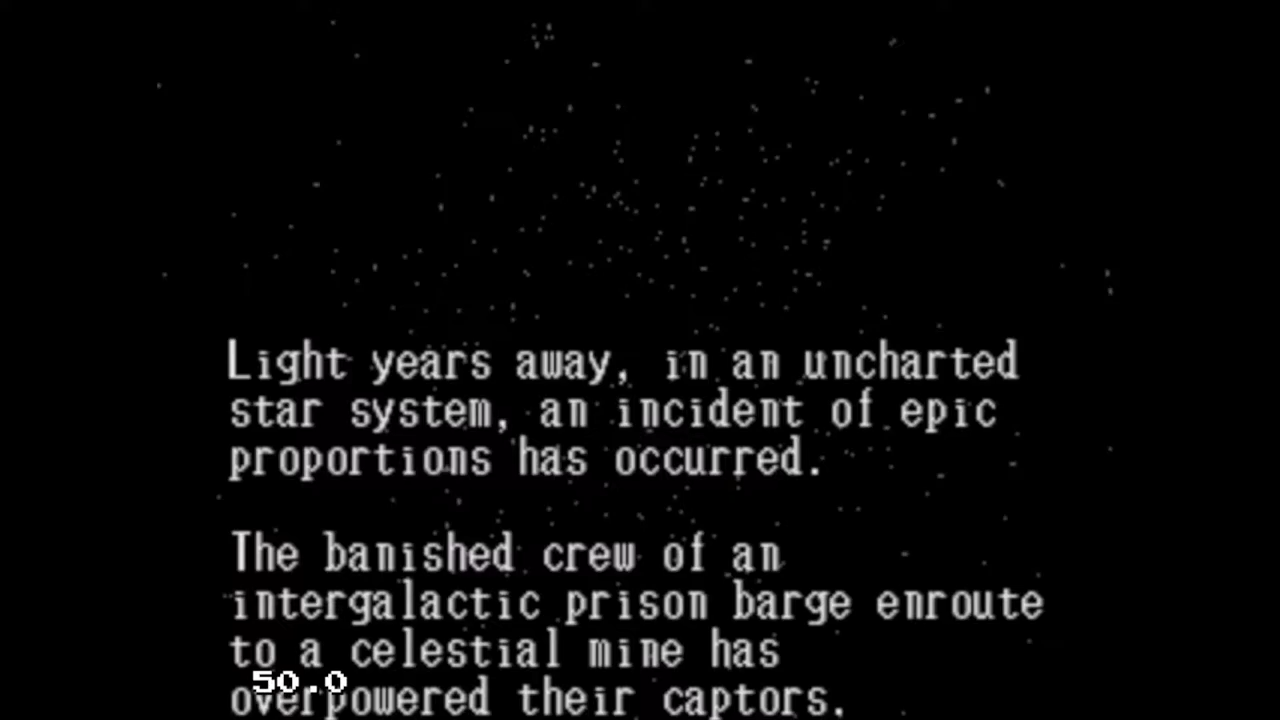 Light years away, in an uncharted
star system, an incident of epic
proportions has occurred.
The banished crew of an
intergalactic prison barge enroute
to a celestial mine has
50.0
overpowered their captors.